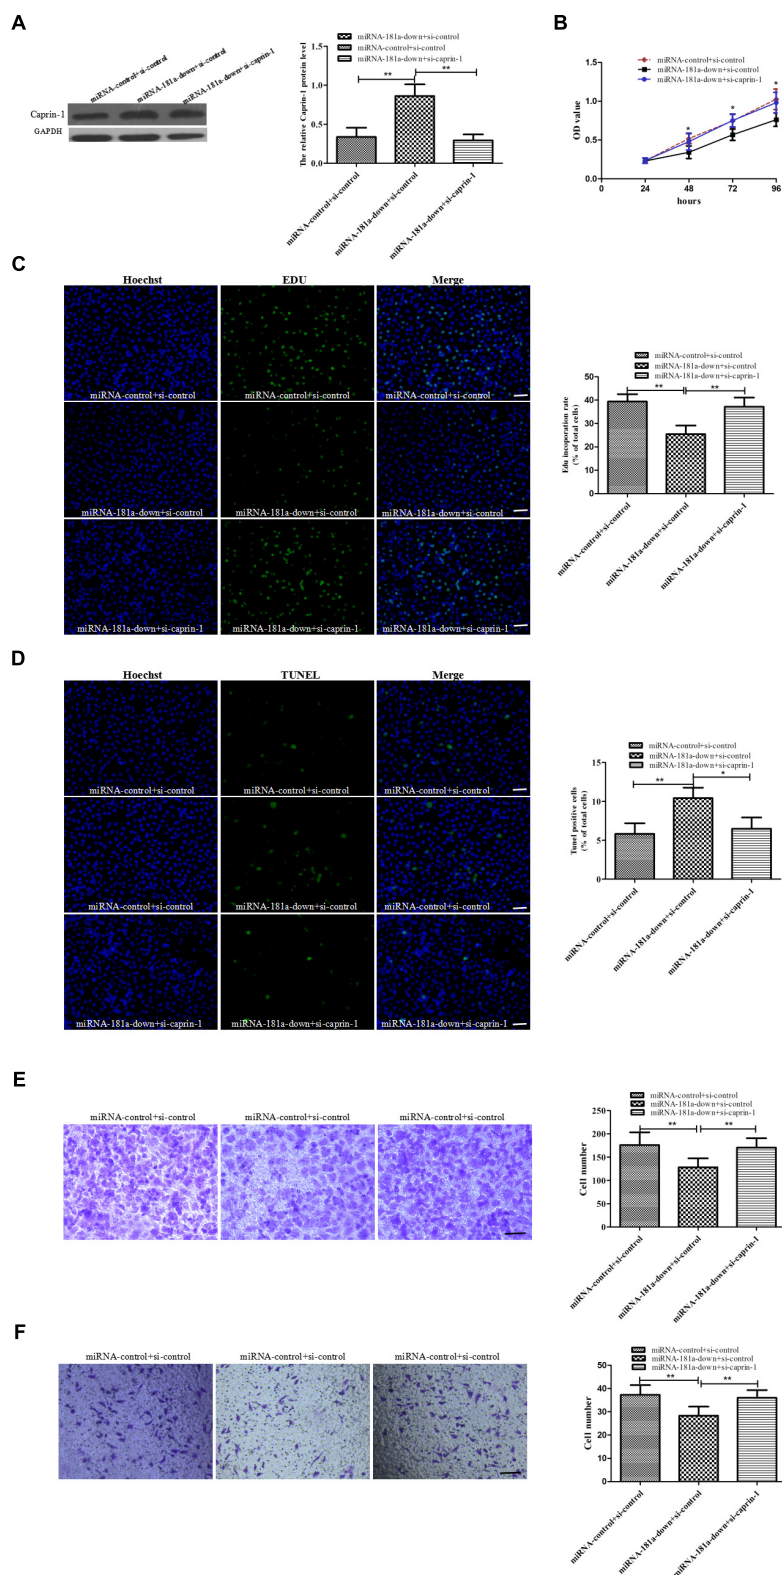 A
miRNA-control+si-control
miRNA-181a-down+si-control
miRNA-181a-down+si-caprin-1
Caprin-1
GAPDH
miRNA-181a-down+si-control
miRNA-control+si-control
miRNA-181a-down+si-caprin-1
The relative Caprin-1 protein level
1.5
1.0
0.5
0.0
**
**
miRNA-control+si-control
miRNA-181a-down+si-control
miRNA-181a-down+si-caprin-1
B
miRNA-control+si-control
miRNA-181a-down+si-control
miRNA-181a-down+si-caprin-1
OD value
1.5
1.0
0.5
0.0
*
*
*
0 24 48 72 96
hours
C
Hoechst EDU Merge
miRNA-control+si-control miRNA-control+si-control miRNA-control+si-control
miRNA-181a-down+si-control miRNA-181a-down+si-control miRNA-181a-down+si-control
miRNA-181a-down+si-caprin-1 miRNA-181a-down+si-caprin-1 miRNA-181a-down+si-caprin-1
miRNA-control+si-control
miRNA-181a-down+si-control
miRNA-181a-down+si-caprin-1
Edu incoporation rate
(% of total cells)
50
40
30
20
10
0
**
**
miRNA-control+si-control
miRNA-181a-down+si-control
miRNA-181a-down+si-caprin-1
D
Hoechst TUNEL Merge
miRNA-control+si-control miRNA-control+si-control miRNA-control+si-control
miRNA-control+si-control miRNA-181a-down+si-control miRNA-control+si-control
miRNA-181a-down+si-caprin-1 miRNA-181a-down+si-caprin-1 miRNA-181a-down+si-caprin-1
miRNA-control+si-control
miRNA-181a-down+si-control
miRNA-181a-down+si-caprin-1
Tunel positive cells
(% of total cells)
15
10
5
0
**
*
miRNA-control+si-control
miRNA-181a-down+si-control
miRNA-181a-down+si-caprin-1
E
miRNA-control+si-control miRNA-control+si-control miRNA-control+si-control
miRNA-control+si-control
miRNA-181a-down+si-control
miRNA-181a-down+si-caprin-1
Cell number
250
200
150
100
50
0
**
**
miRNA-control+si-control
miRNA-181a-down+si-control
miRNA-181a-down+si-caprin-1
F
miRNA-control+si-control miRNA-control+si-control miRNA-control+si-control
miRNA-control+si-control
miRNA-181a-down+si-control
miRNA-181a-down+si-caprin-1
Cell number
50
40
30
20
10
0
**
**
miRNA-control+si-control
miRNA-181a-down+si-control
miRNA-181a-down+si-caprin-1